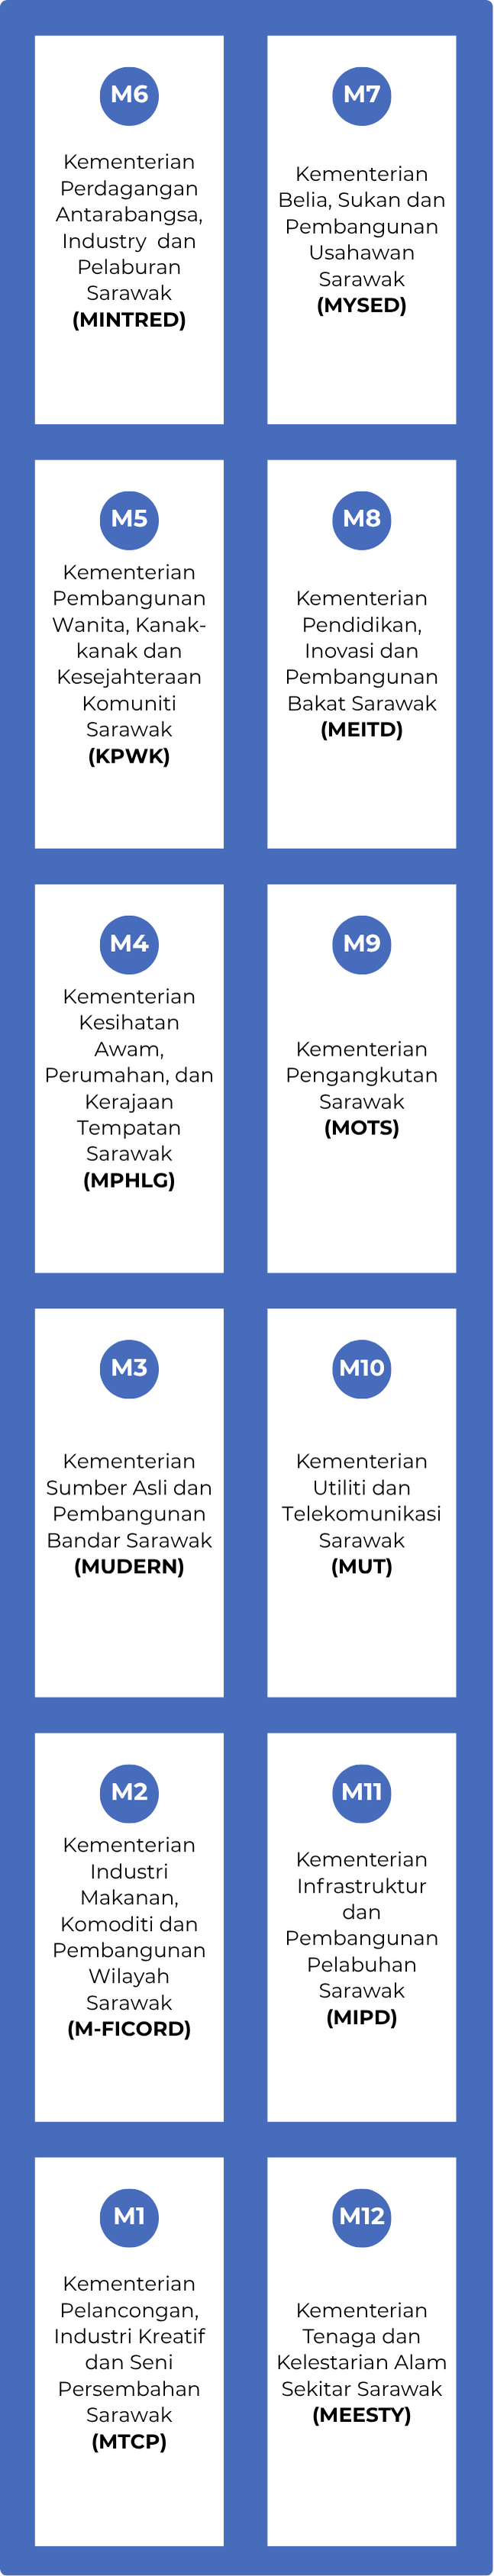 M6
Kementerian
Perdagangan
Antarabangsa,
Industry dan
Pelaburan
Sarawak
(MINTRED)
M7
Kementerian
Belia, Sukan dan
Pembangunan
Usahawan
Sarawak
(MYSED)
M5
Kementerian
Pembangunan
Wanita, Kanak-
kanak dan
Kesejahteraan
Komuniti
Sarawak
(KPWK)
M8
Kementerian
Pendidikan,
Inovasi dan
Pembangunan
Bakat Sarawak
(MEITD)
M4
Kementerian
Kesihatan
Awam,
Perumahan, dan
Kerajaan
Tempatan
Sarawak
(MPHLG)
M9
Kementerian
Pengangkutan
Sarawak
(MOTS)
M3
Kementerian
Sumber Asli dan
Pembangunan
Bandar Sarawak
(MUDERN)
M10
Kementerian
Utiliti dan
Telekomunikasi
Sarawak
(MUT)
M2
Kementerian
Industri
Makanan,
Komoditi dan
Pembangunan
Wilayah
Sarawak
(M-FICORD)
M11
Kementerian
Infrastruktur
dan
Pembangunan
Pelabuhan
Sarawak
(MIPD)
M1
Kementerian
Pelancongan,
Industri Kreatif
dan Seni
Persembahan
Sarawak
(MTCP)
M12
Kementerian
Tenaga dan
Kelestarian Alam
Sekitar Sarawak
(MEESTY)